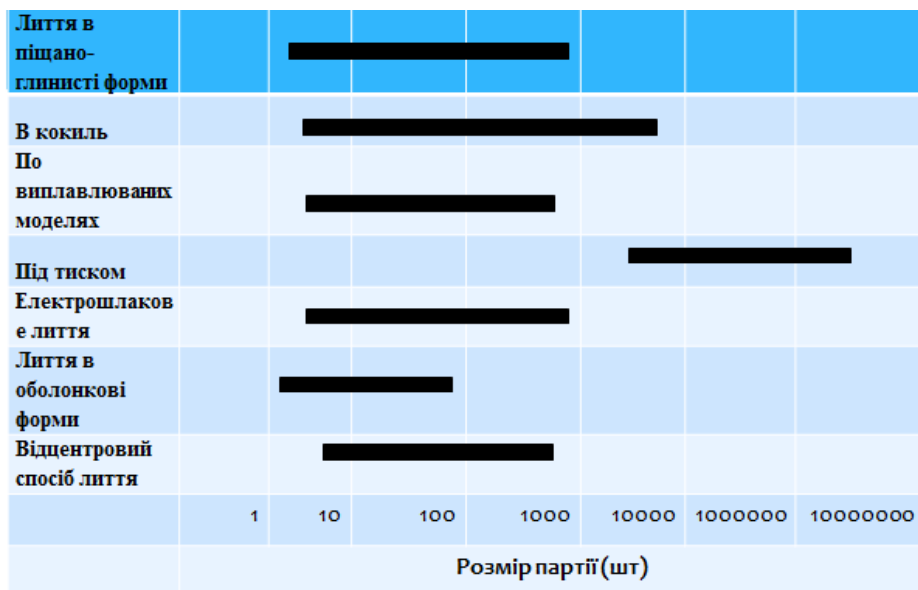 Лиття в
піщано-
глинисті форми
В кокиль
По
виплавлюваних
моделях
Під тиском
Електрошлаков
е лиття
Лиття в
оболонкові
форми
Відцентровий
спосіб лиття
1 10 100 1000 10000 1000000 10000000
Розмір партії (шт)